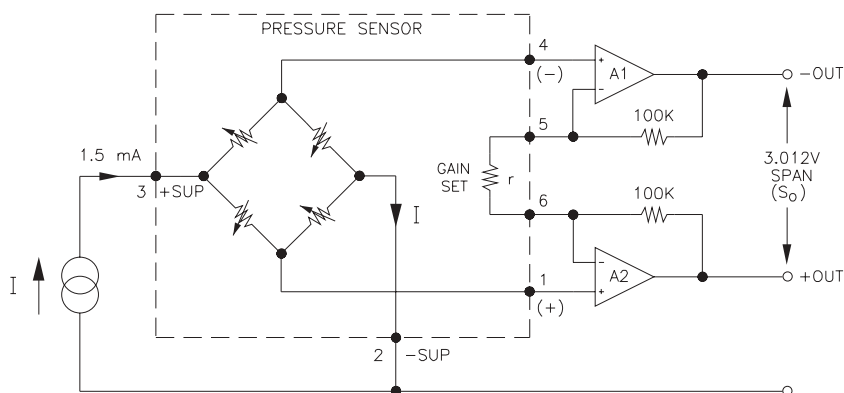 PRESSURE SENSOR
4
(-)
+
A1
-
-OUT
100K
5
1.5 mA
3 +SUP
GAIN
SET
r
3.012V
SPAN
(S₀)
I
100K
6
-
A2
+
+OUT
1
(+)
I
2 -SUP